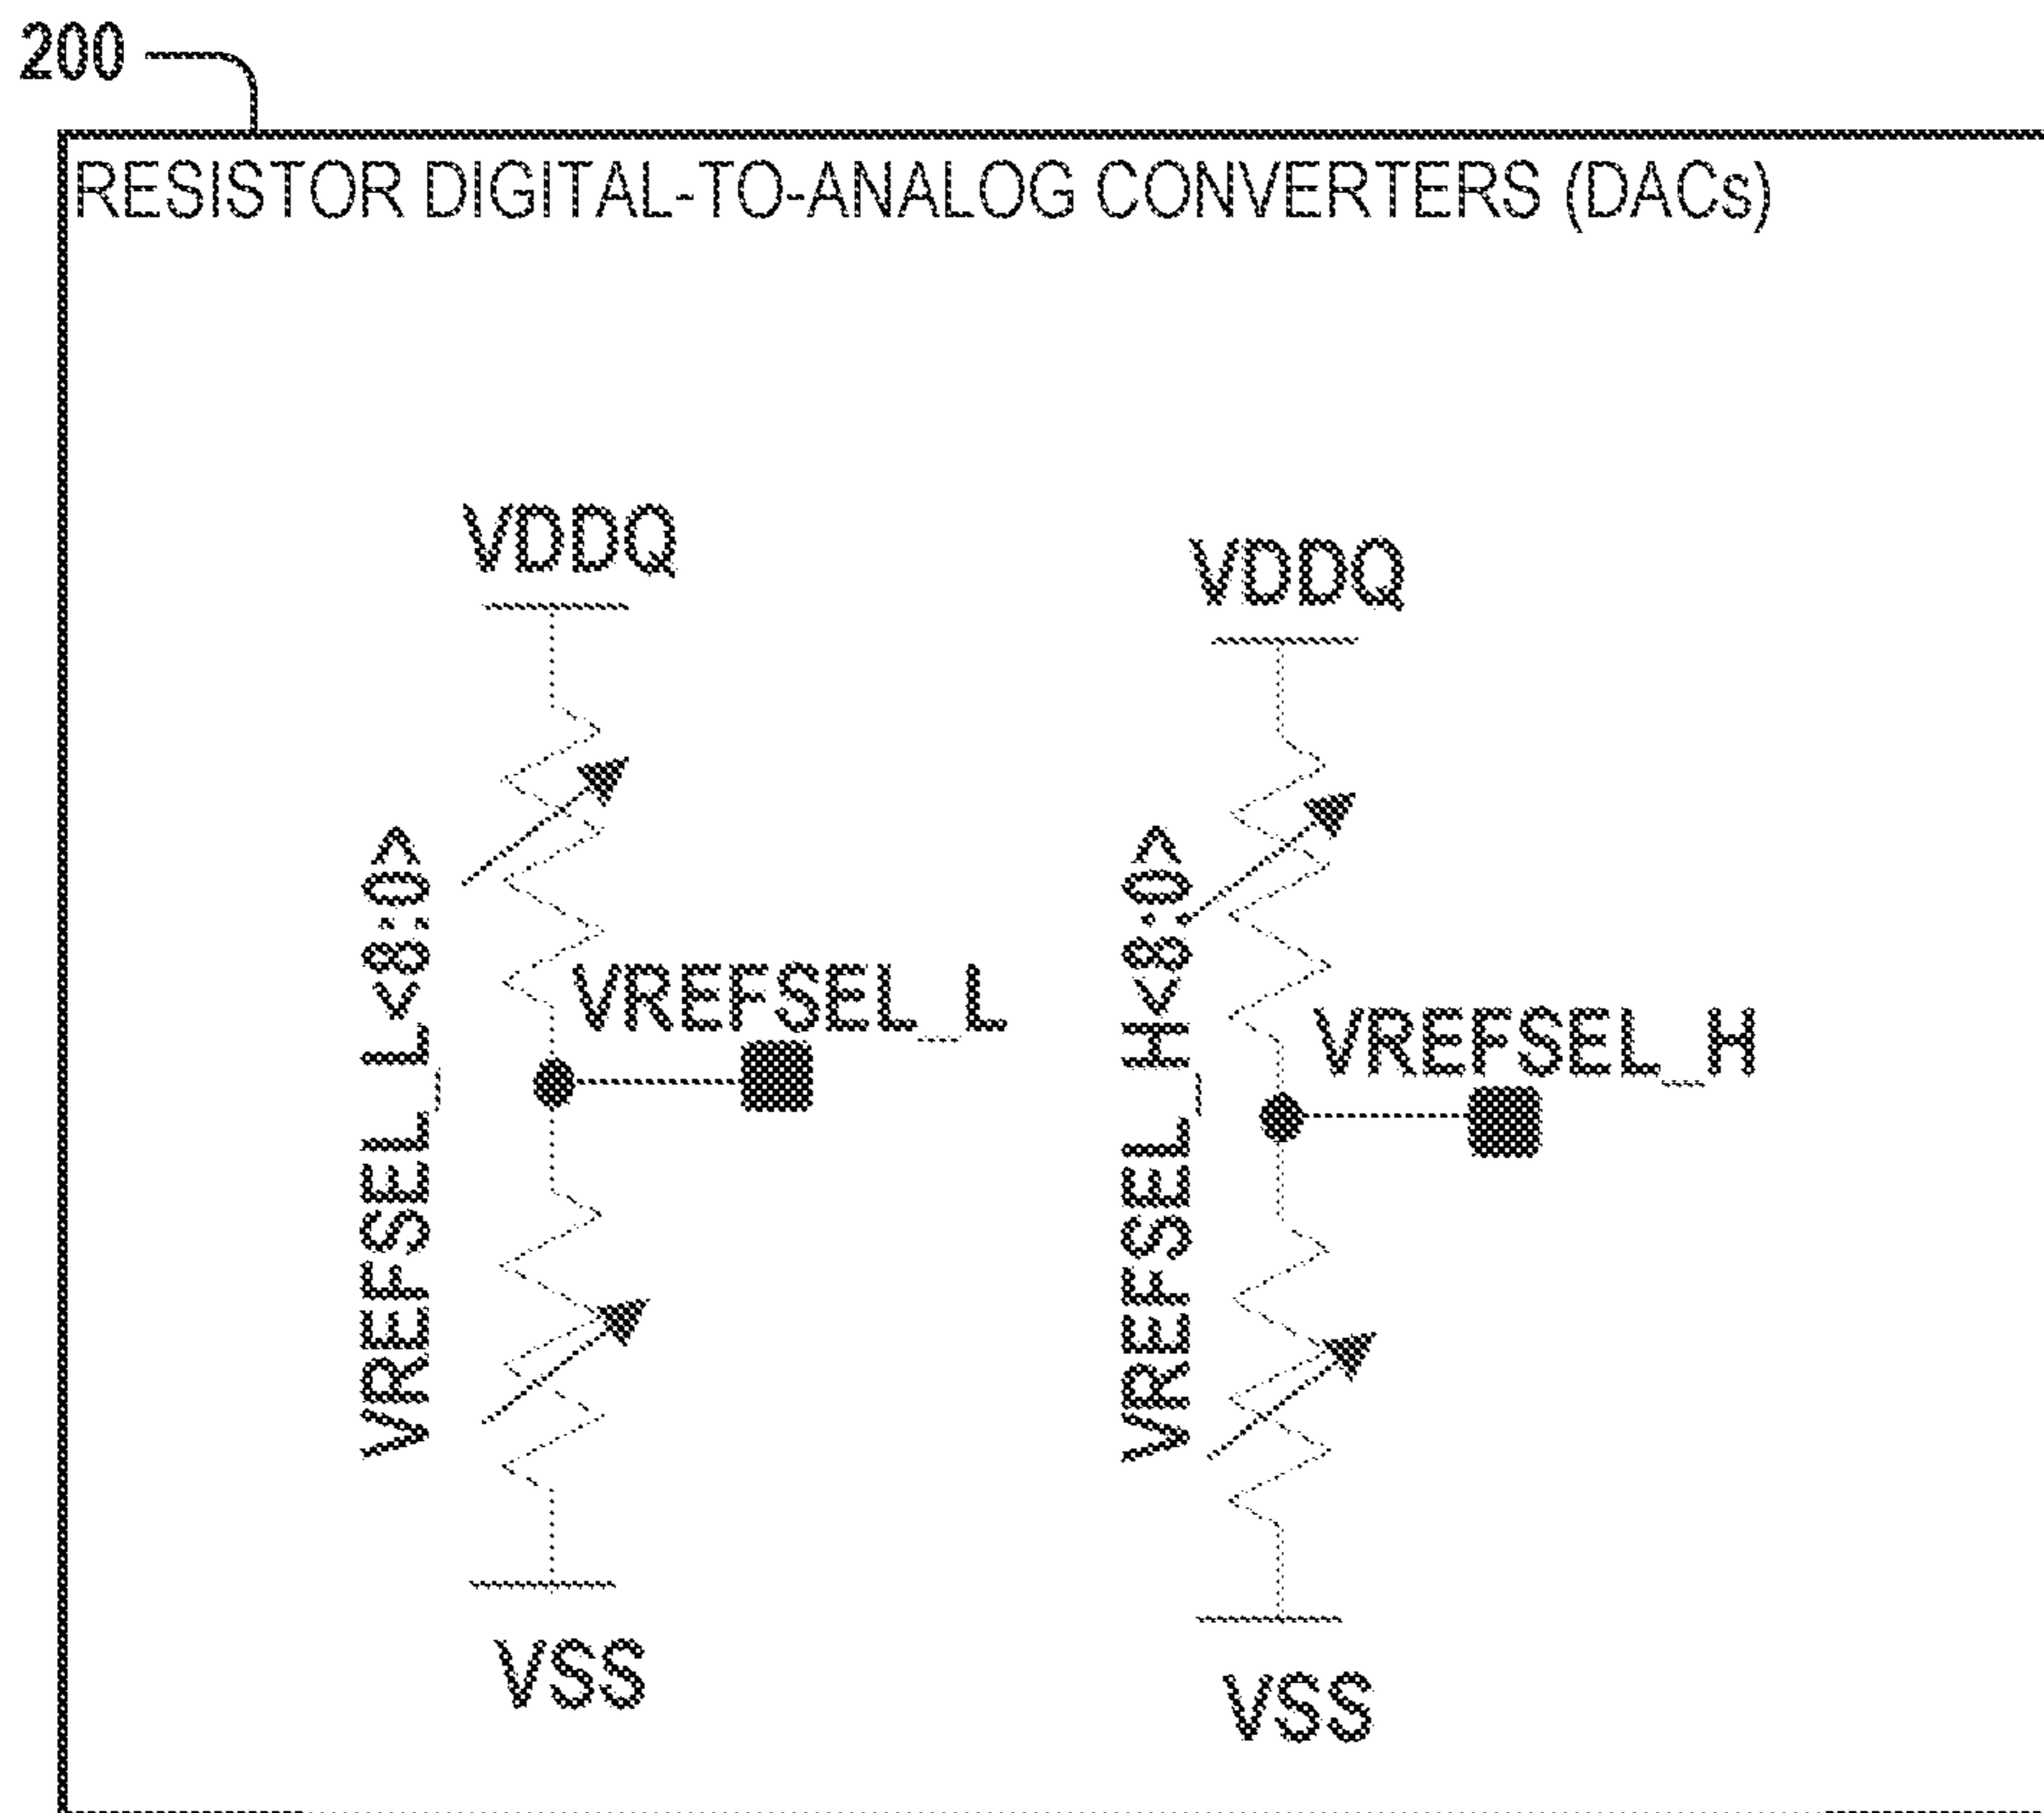 200
RESISTOR DIGITAL-TO-ANALOG CONVERTERS (DACs)
VDDQ
VREFSEL_L<8:0>
VREFSEL_L
VSS
VDDQ
VREFSEL_H<8:0>
VREFSEL_H
VSS